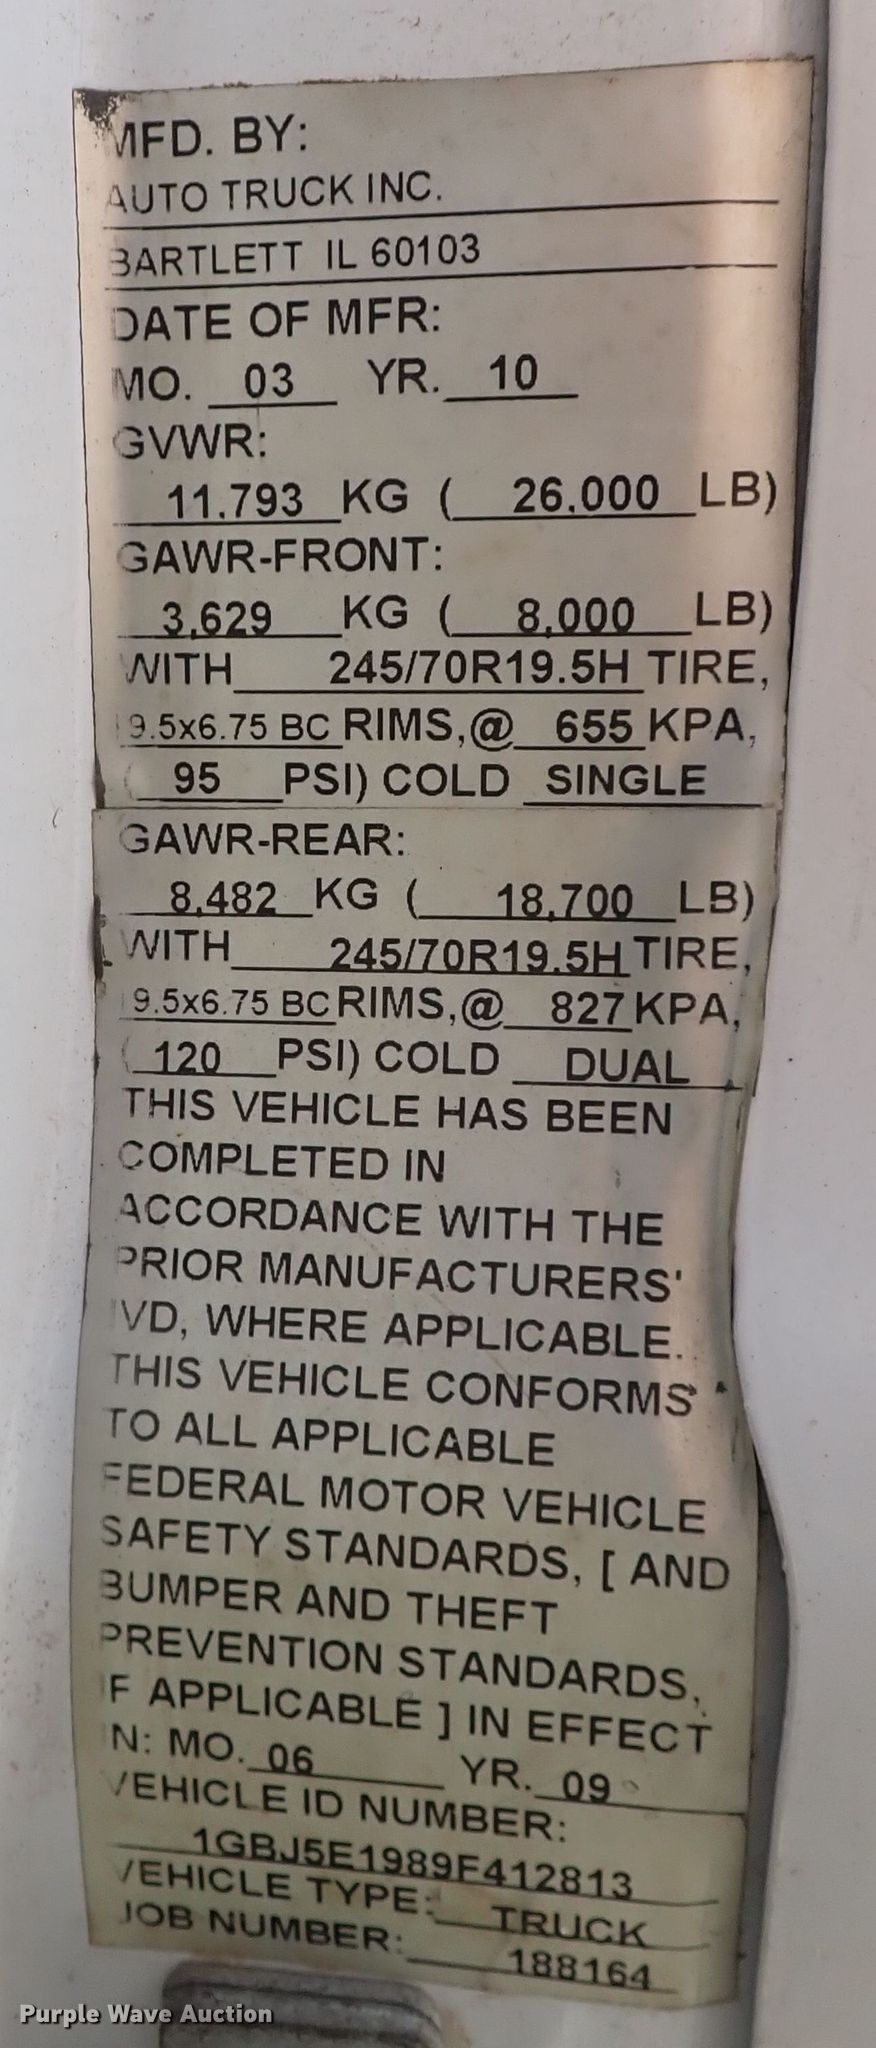 MFD. BY:
AUTO TRUCK INC.
BARTLETT IL 60103
DATE OF MFR:
MO. 03 YR. 10
GVWR:
11.793 KG ( 26.000 LB)
GAWR-FRONT:
3,629 KG ( 8,000 LB)
WITH 245/70R19.5H TIRE,
19.5x6.75 BC RIMS,@ 655 KPA,
( 95 PSI) COLD SINGLE
GAWR-REAR:
8,482 KG ( 18,700 LB)
WITH 245/70R19.5H TIRE,
19.5x6.75 BC RIMS,@ 827 KPA,
( 120 PSI) COLD DUAL
THIS VEHICLE HAS BEEN
COMPLETED IN
ACCORDANCE WITH THE
PRIOR MANUFACTURERS'
IVD, WHERE APPLICABLE.
THIS VEHICLE CONFORMS
TO ALL APPLICABLE
FEDERAL MOTOR VEHICLE
SAFETY STANDARDS, [ AND
BUMPER AND THEFT
PREVENTION STANDARDS,
IF APPLICABLE ] IN EFFECT
IN: MO. 06 YR. 09
VEHICLE ID NUMBER:
1GBJ5E1989F412813
VEHICLE TYPE: TRUCK
JOB NUMBER: 188164
Purple Wave Auction